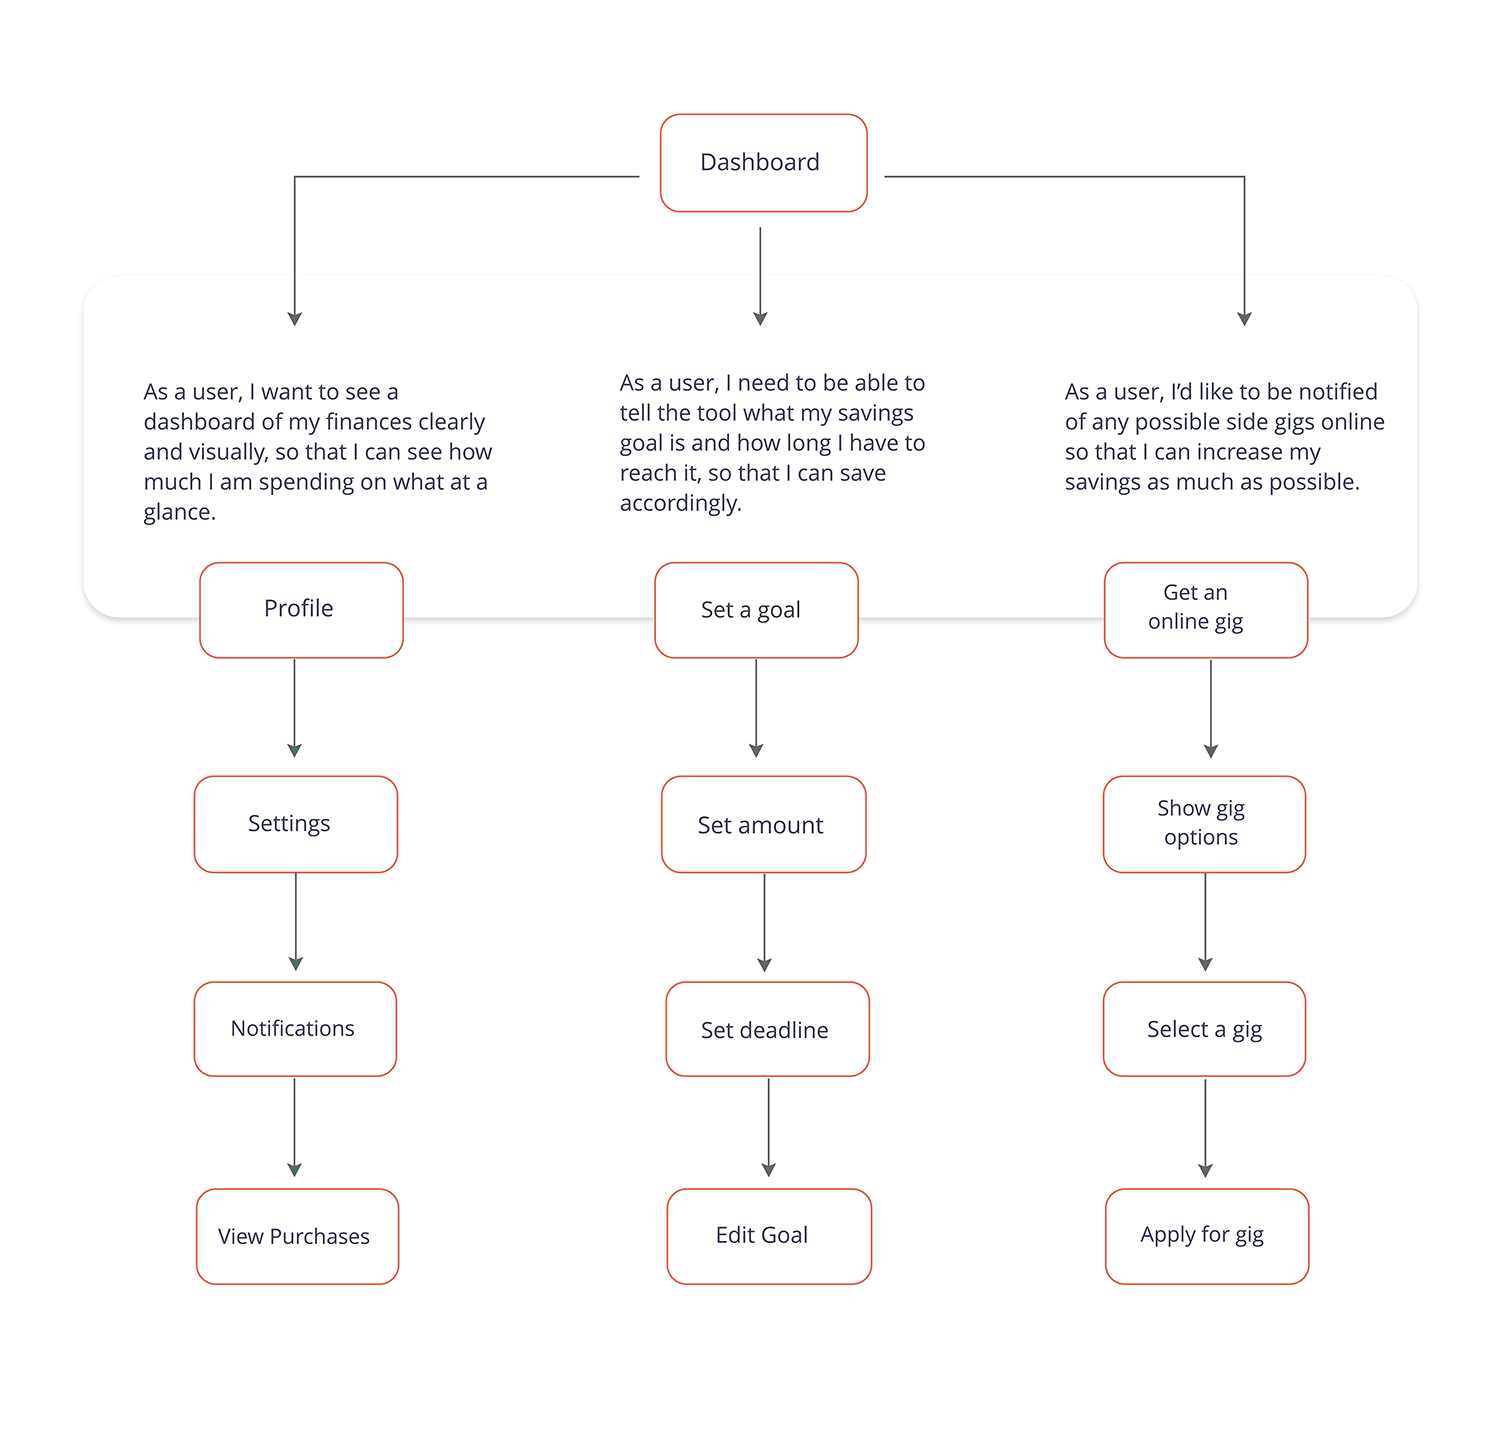 Dashboard
As a user, I want to see a
dashboard of my finances clearly
and visually, so that I can see how
much I am spending on what at a
glance.
As a user, I need to be able to
tell the tool what my savings
goal is and how long I have to
reach it, so that I can save
accordingly.
As a user, I’d like to be notified
of any possible side gigs online
so that I can increase my
savings as much as possible.
Profile
Set a goal
Get an
online gig
Settings
Set amount
Show gig
options
Notifications
Set deadline
Select a gig
View Purchases
Edit Goal
Apply for gig